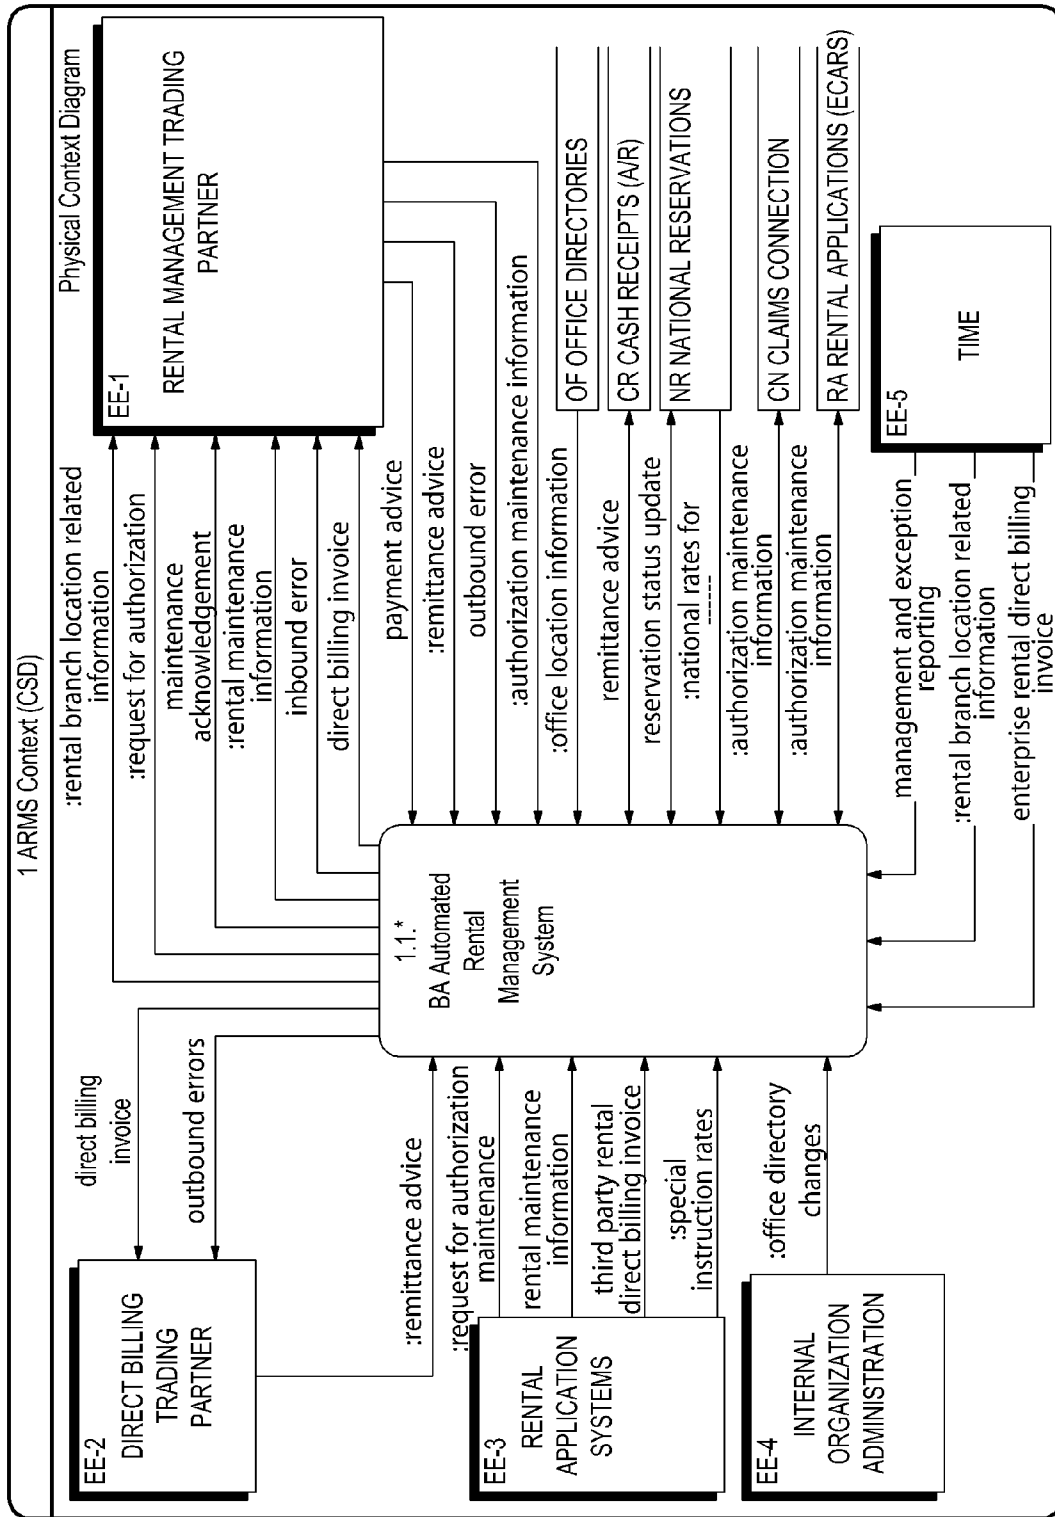 1 ARMS Context (CSD)
Physical Context Diagram
EE-2
DIRECT BILLING
TRADING
PARTNER
direct billing
invoice
outbound errors
:remittance advice
EE-1
RENTAL MANAGEMENT TRADING
PARTNER
:rental branch location related
information
:request for authorization
maintenance
acknowledgement
:rental maintenance
information
inbound error
direct billing invoice
payment advice
:remittance advice
outbound error
:authorization maintenance information
1.1.*
BA Automated
Rental
Management
System
EE-3
RENTAL
APPLICATION
SYSTEMS
:request for authorization
maintenance
rental maintenance
information
third party rental
direct billing invoice
:special
instruction rates
EE-4
INTERNAL
ORGANIZATION
ADMINISTRATION
:office directory
changes
:office location information
OF OFFICE DIRECTORIES
remittance advice
CR CASH RECEIPTS (A/R)
reservation status update
:national rates for
------
NR NATIONAL RESERVATIONS
:authorization maintenance
information
CN CLAIMS CONNECTION
:authorization maintenance
information
RA RENTAL APPLICATIONS (ECARS)
EE-5
TIME
management and exception
reporting
:rental branch location related
information
enterprise rental direct billing
invoice